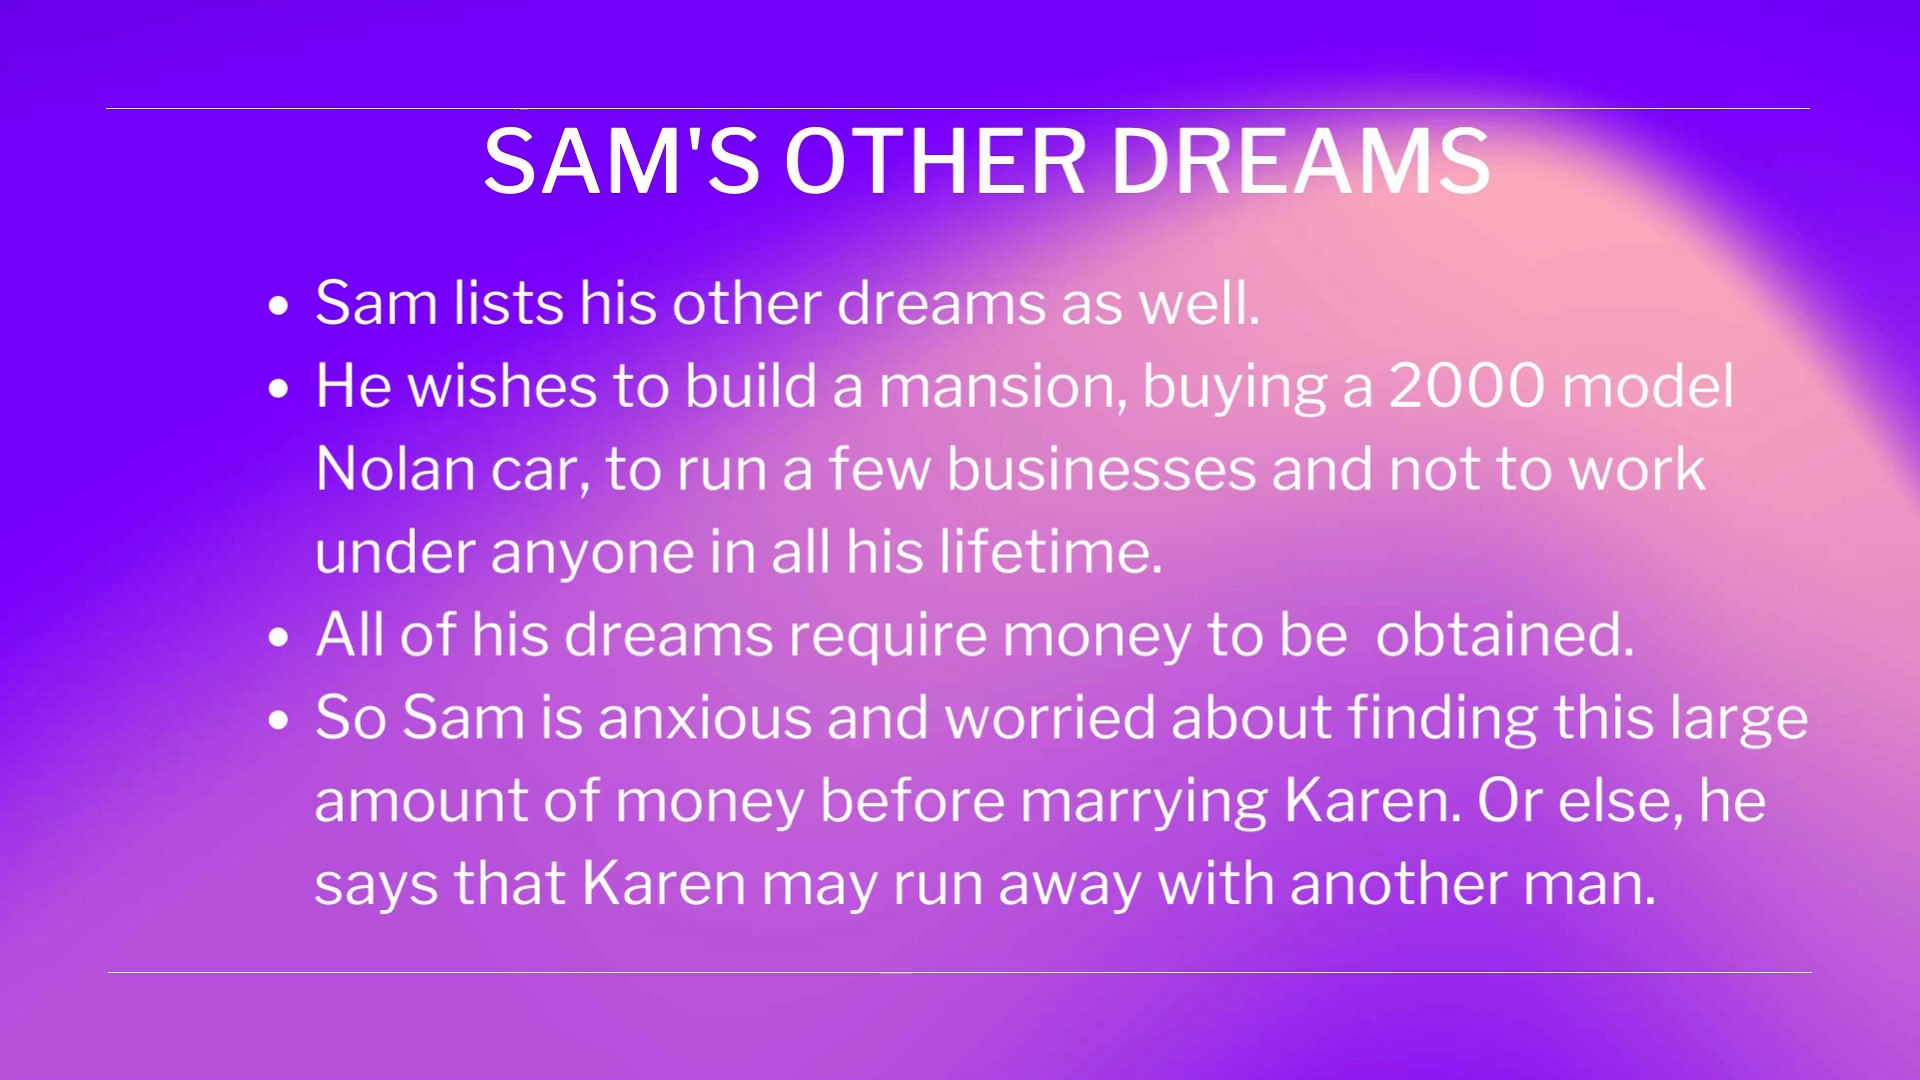 SAM'S OTHER DREAMS
• Sam lists his other dreams as well.
• He wishes to build a mansion, buying a 2000 model
Nolan car, to run a few businesses and not to work
under anyone in all his lifetime.
• All of his dreams require money to be  obtained.
• So Sam is anxious and worried about finding this large
amount of money before marrying Karen. Or else, he
says that Karen may run away with another man.